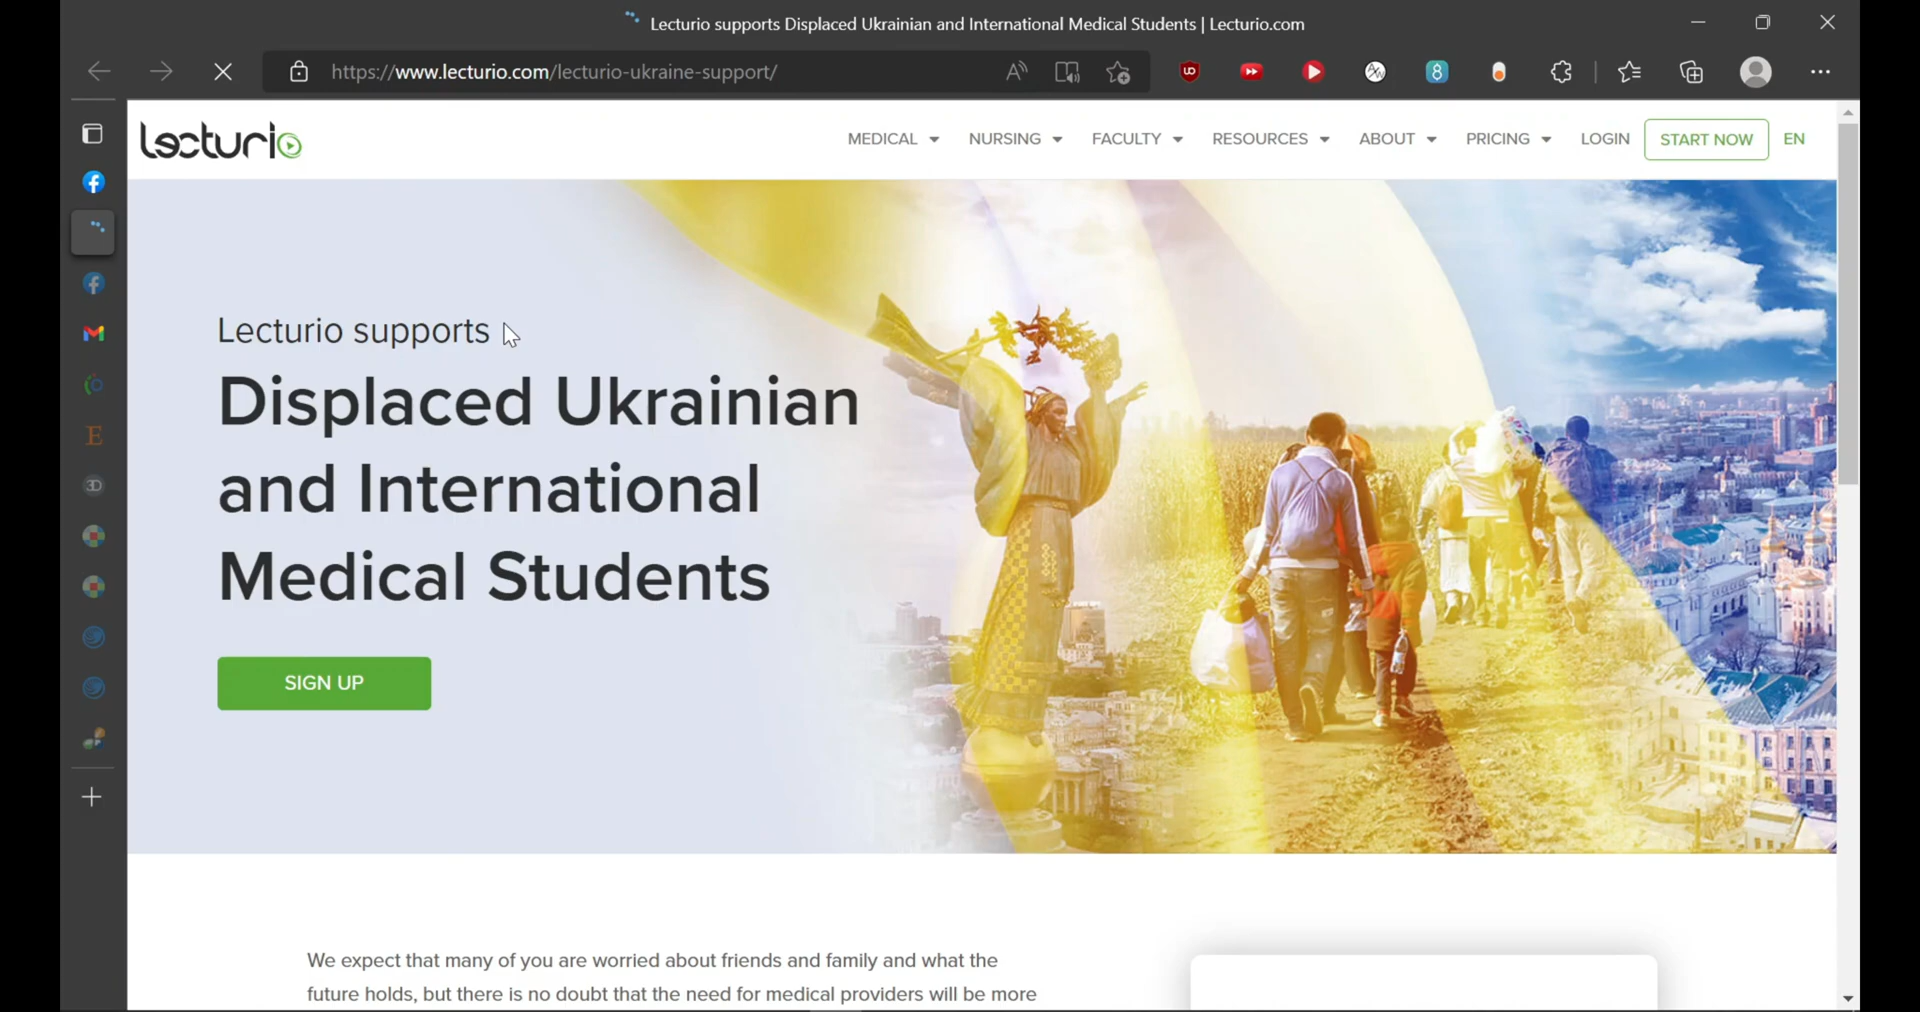 Lecturio supports Displaced Ukrainian and International Medical Students | Lecturio.com
https://www.lecturio.com/lecturio-ukraine-support/
lecturio
MEDICAL NURSING FACULTY RESOURCES ABOUT PRICING LOGIN START NOW EN
Lecturio supports
Displaced Ukrainian
and International
Medical Students
SIGN UP
We expect that many of you are worried about friends and family and what the
future holds, but there is no doubt that the need for medical providers will be more